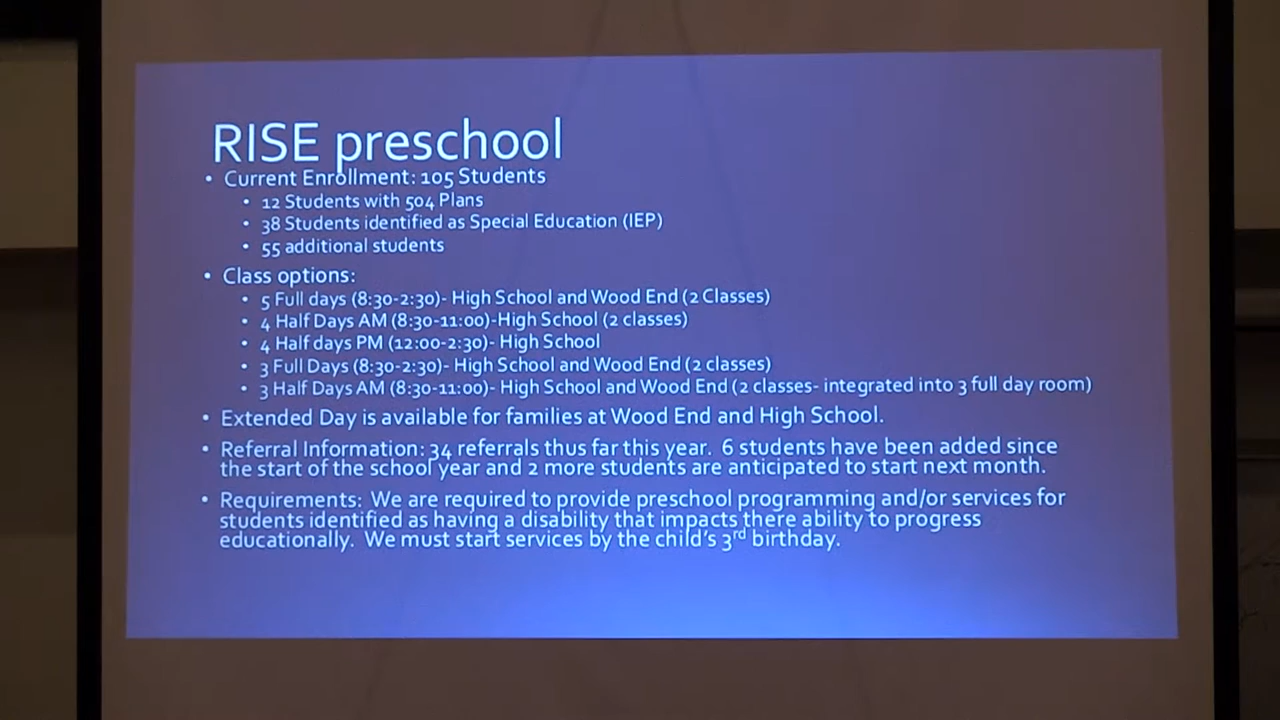 RISE preschool
• Current Enrollment: 105 Students
• 12 Students with 504 Plans
• 38 Students identified as Special Education (IEP)
• 55 additional students
• Class options:
• 5 Full days (8:30-2:30)- High School and Wood End (2 Classes)
• 4 Half Days AM (8:30-11:00)-High School (2 classes)
• 4 Half days PM (12:00-2:30)- High School
• 3 Full Days (8:30-2:30)- High School and Wood End (2 classes)
• 3 Half Days AM (8:30-11:00)- High School and Wood End (2 classes- integrated into 3 full day room)
• Extended Day is available for families at Wood End and High School.
• Referral Information: 34 referrals thus far this year. 6 students have been added since
the start of the school year and 2 more students are anticipated to start next month.
• Requirements: We are required to provide preschool programming and/or services for
students identified as having a disability that impacts there ability to progress
educationally. We must start services by the child's 3rd birthday.